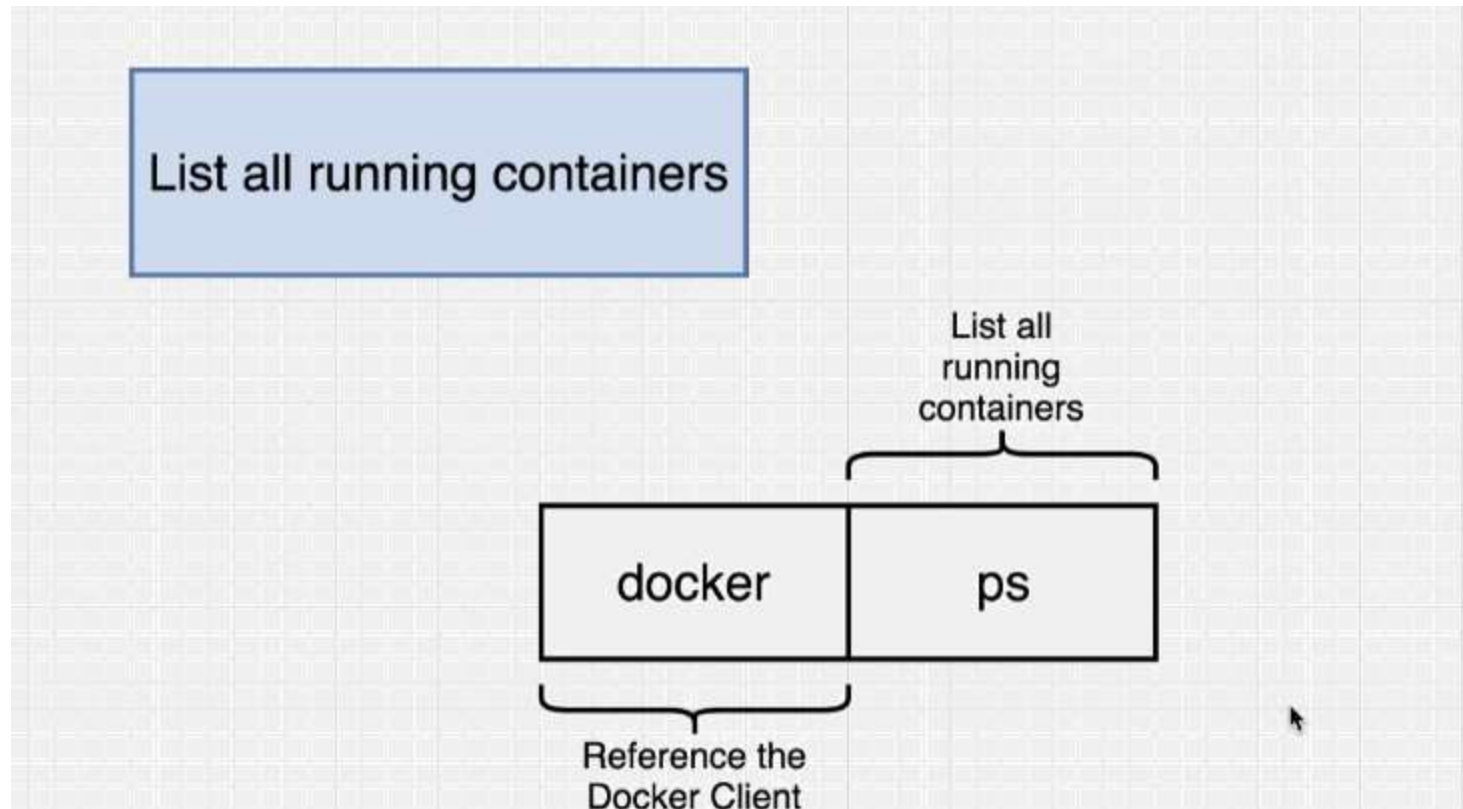 List all running containers
List all
running
containers
docker ps
Reference the
Docker Client